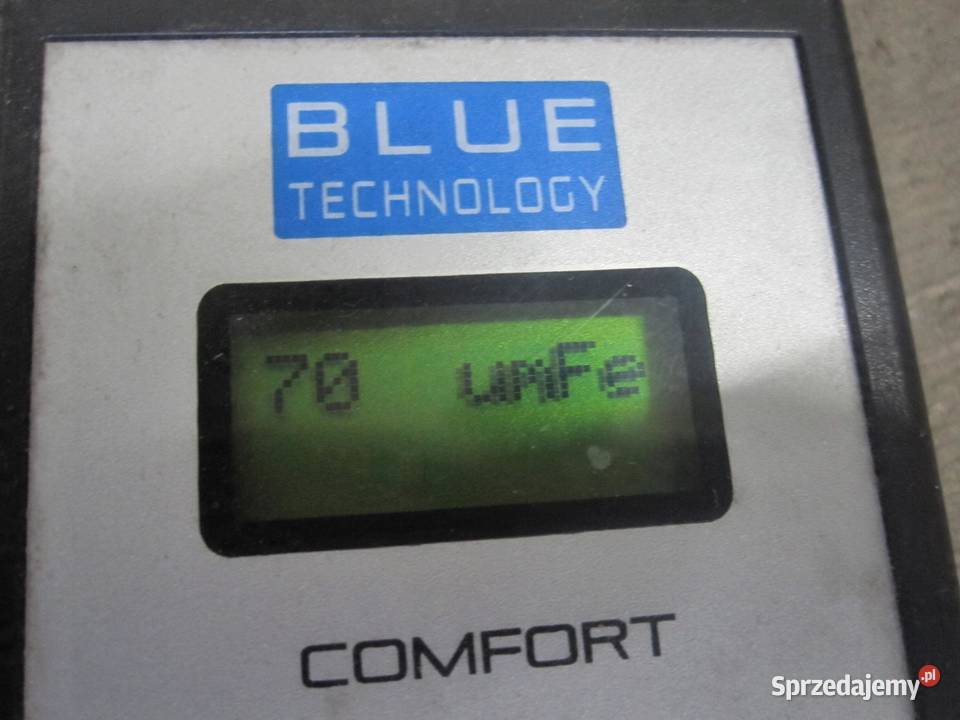 BLUE
TECHNOLOGY
70 umFe
COMFORT
Sprzedajemy.pl